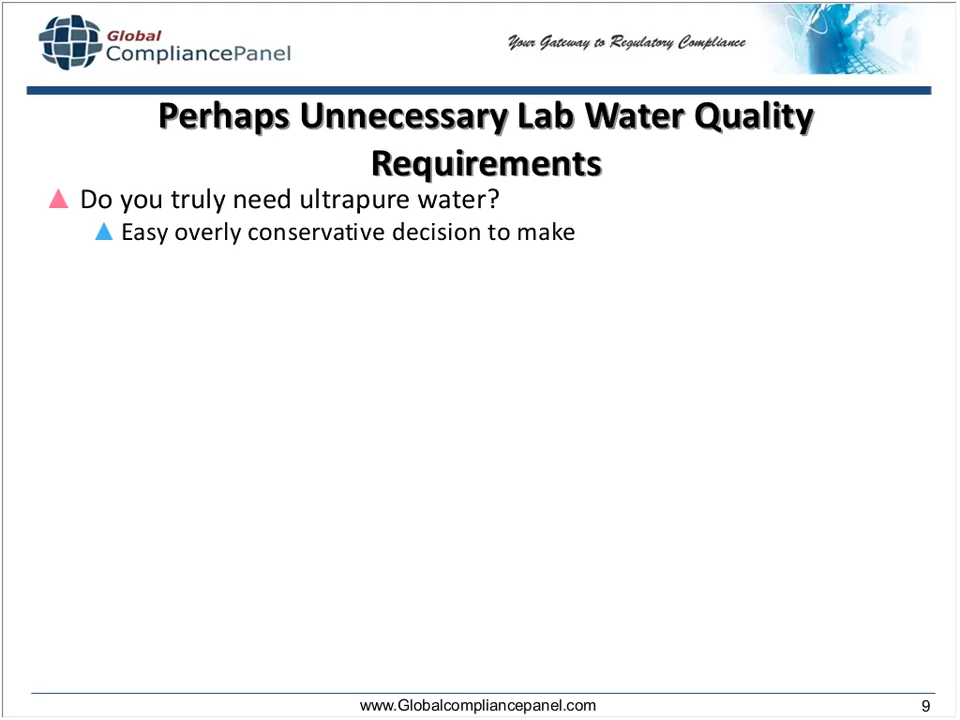 Global
CompliancePanel
Your Gateway to Regulatory Compliance
Perhaps Unnecessary Lab Water Quality
Requirements
Do you truly need ultrapure water?
Easy overly conservative decision to make
www.Globalcompliancepanel.com
9